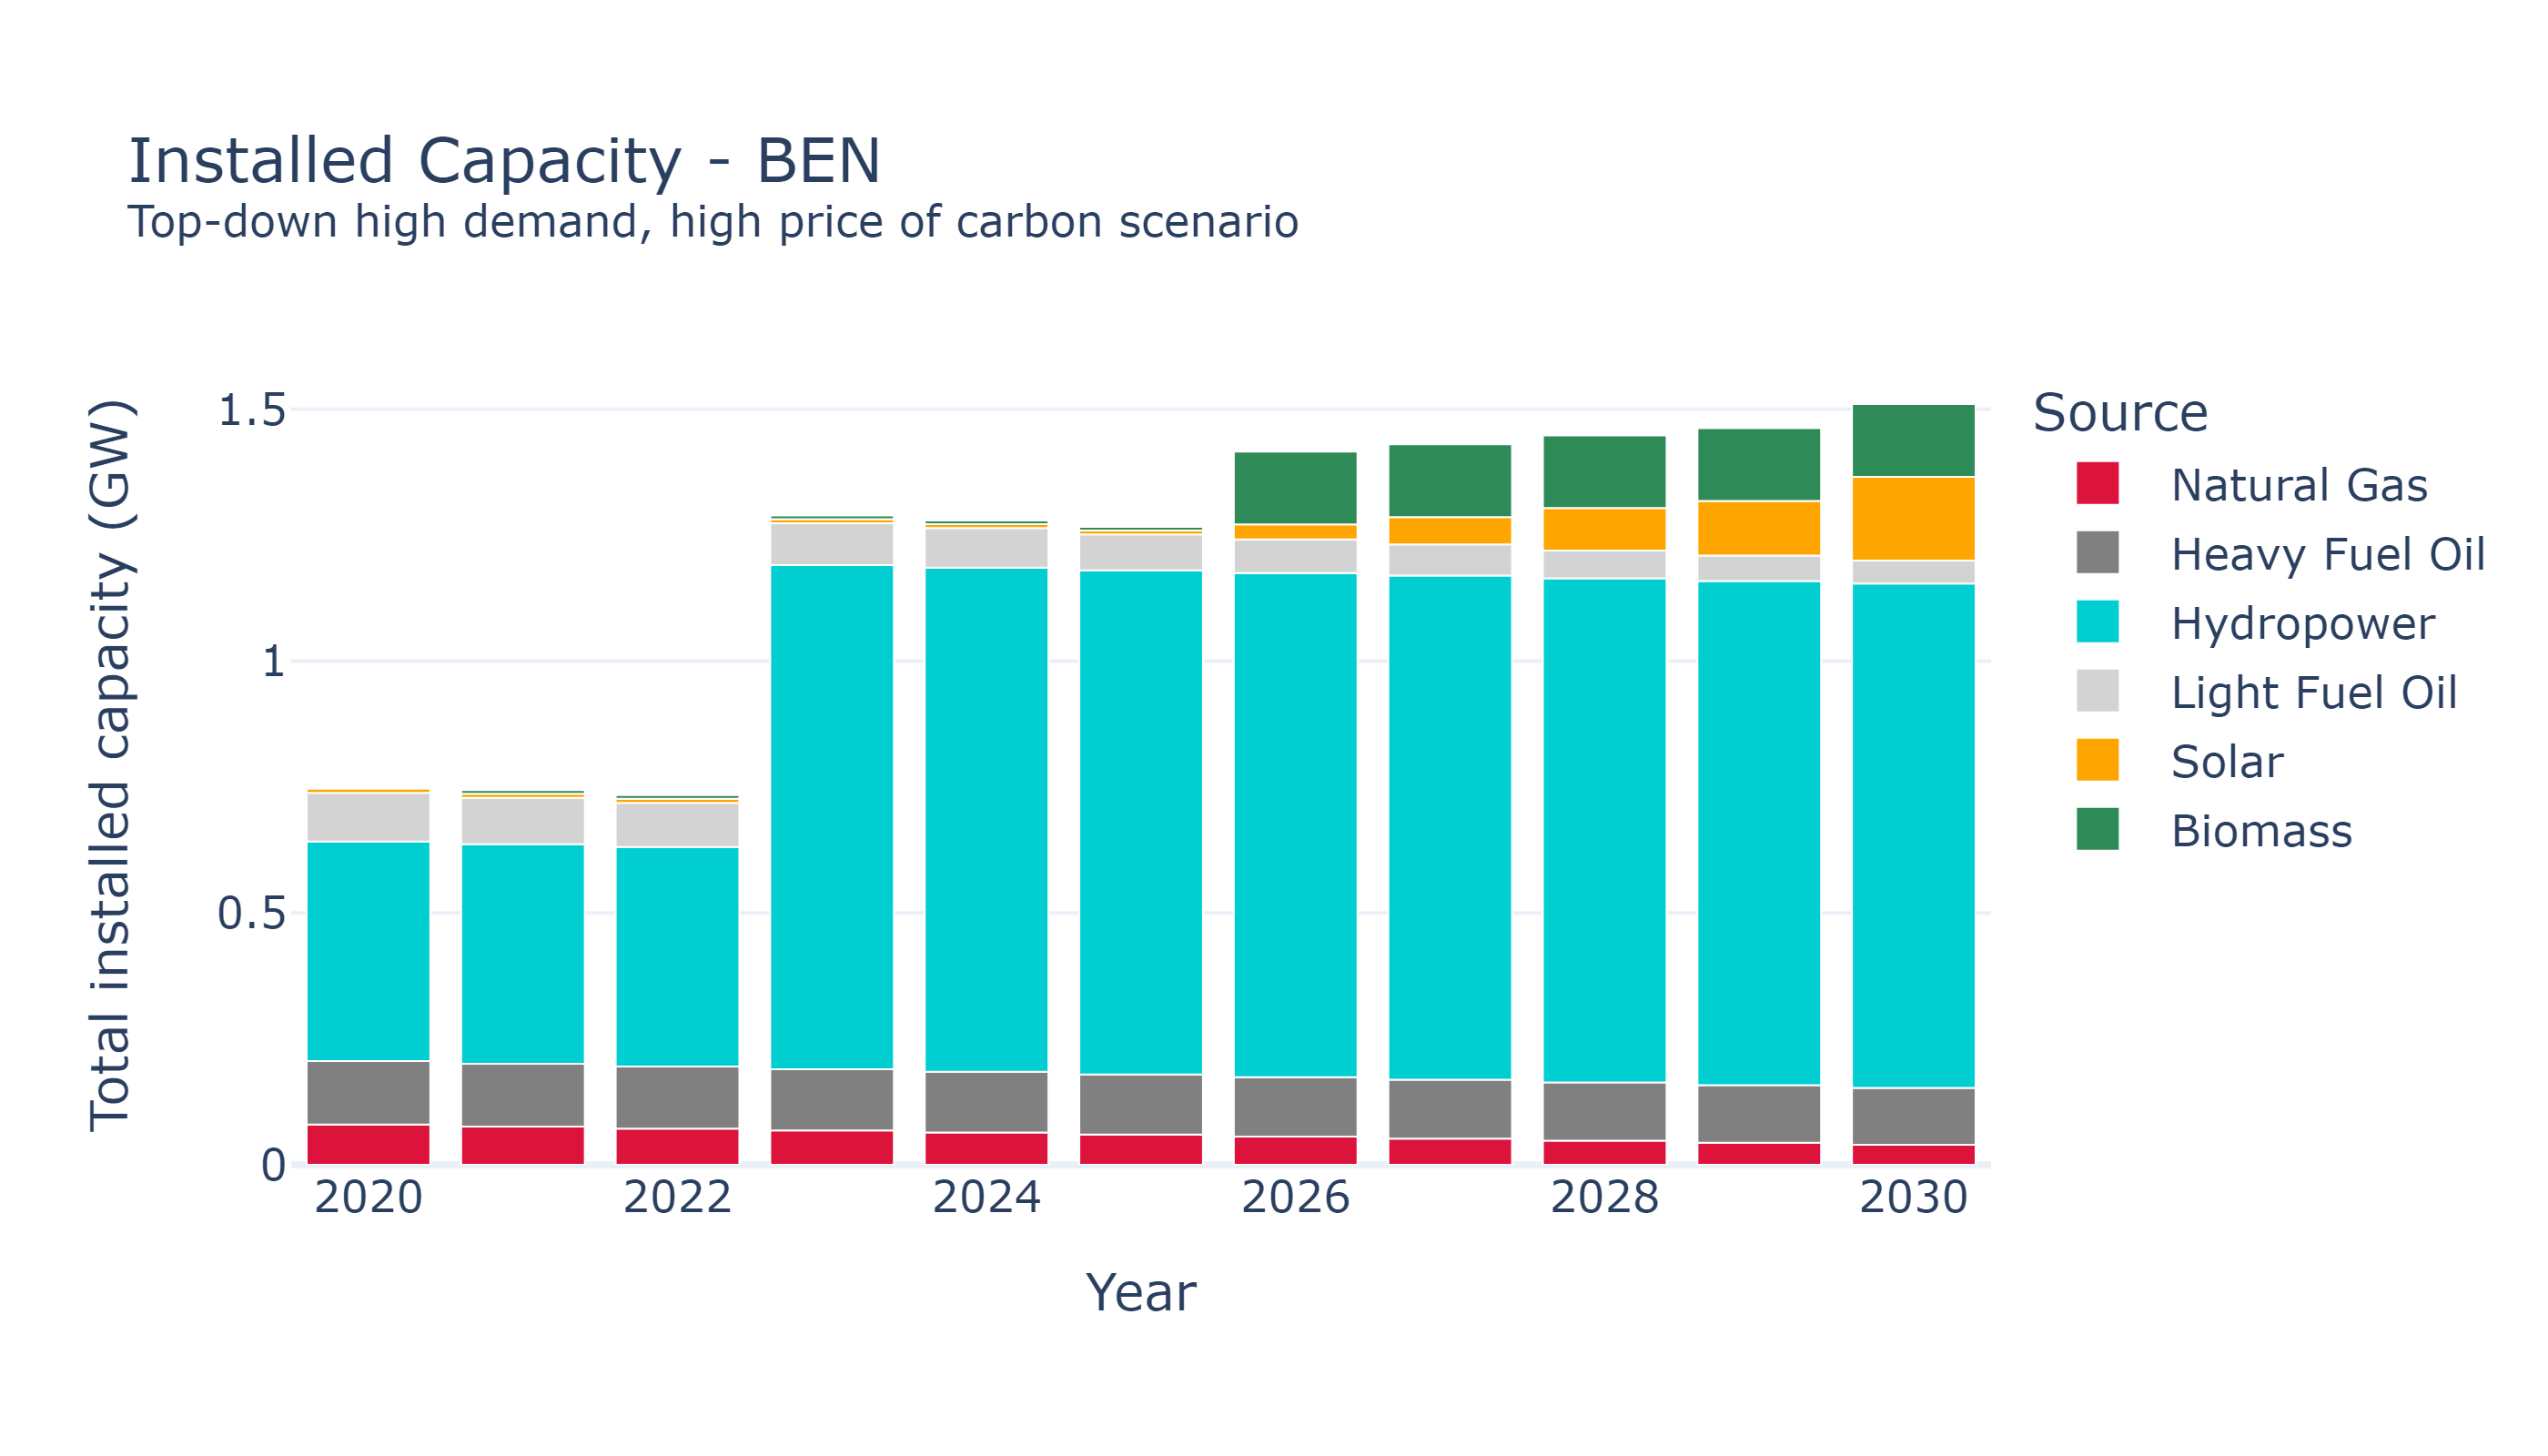 Installed Capacity - BEN
Top-down high demand, high price of carbon scenario
Total installed capacity (GW)
1.5
1
0.5
0
2020
2022
2024
2026
2028
2030
Year
Source
Natural Gas
Heavy Fuel Oil
Hydropower
Light Fuel Oil
Solar
Biomass